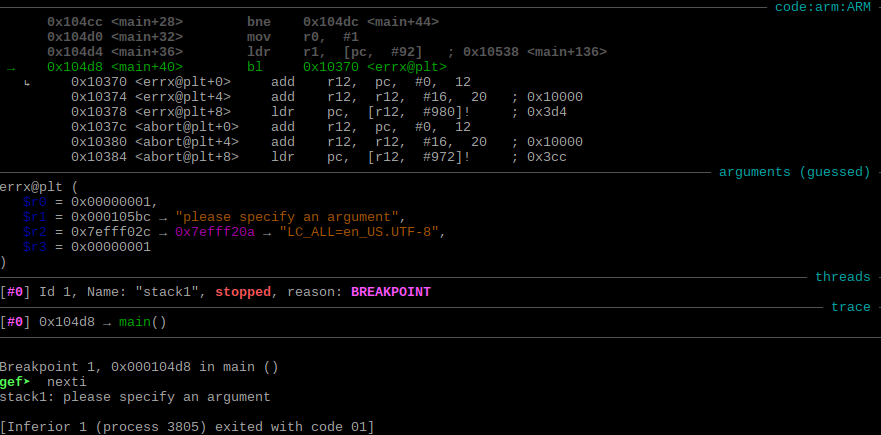 code:arm:ARM
0x104cc <main+28> bne 0x104dc <main+44>
0x104d0 <main+32> mov r0, #1
0x104d4 <main+36> ldr r1, [pc, #92] ; 0x10538 <main+136>
→ 0x104d8 <main+40> bl 0x10370 <errx@plt>
↳ 0x10370 <errx@plt+0> add r12, pc, #0, 12
0x10374 <errx@plt+4> add r12, r12, #16, 20 ; 0x10000
0x10378 <errx@plt+8> ldr pc, [r12, #980]! ; 0x3d4
0x1037c <abort@plt+0> add r12, pc, #0, 12
0x10380 <abort@plt+4> add r12, r12, #16, 20 ; 0x10000
0x10384 <abort@plt+8> ldr pc, [r12, #972]! ; 0x3cc
arguments (guessed)
errx@plt (
$r0 = 0x00000001,
$r1 = 0x000105bc → "please specify an argument",
$r2 = 0x7efff02c → 0x7efff20a → "LC_ALL=en_US.UTF-8",
$r3 = 0x00000001
)
threads
[#0] Id 1, Name: "stack1", stopped, reason: BREAKPOINT
trace
[#0] 0x104d8 → main()
Breakpoint 1, 0x000104d8 in main ()
gef➤ nexti
stack1: please specify an argument
[Inferior 1 (process 3805) exited with code 01]